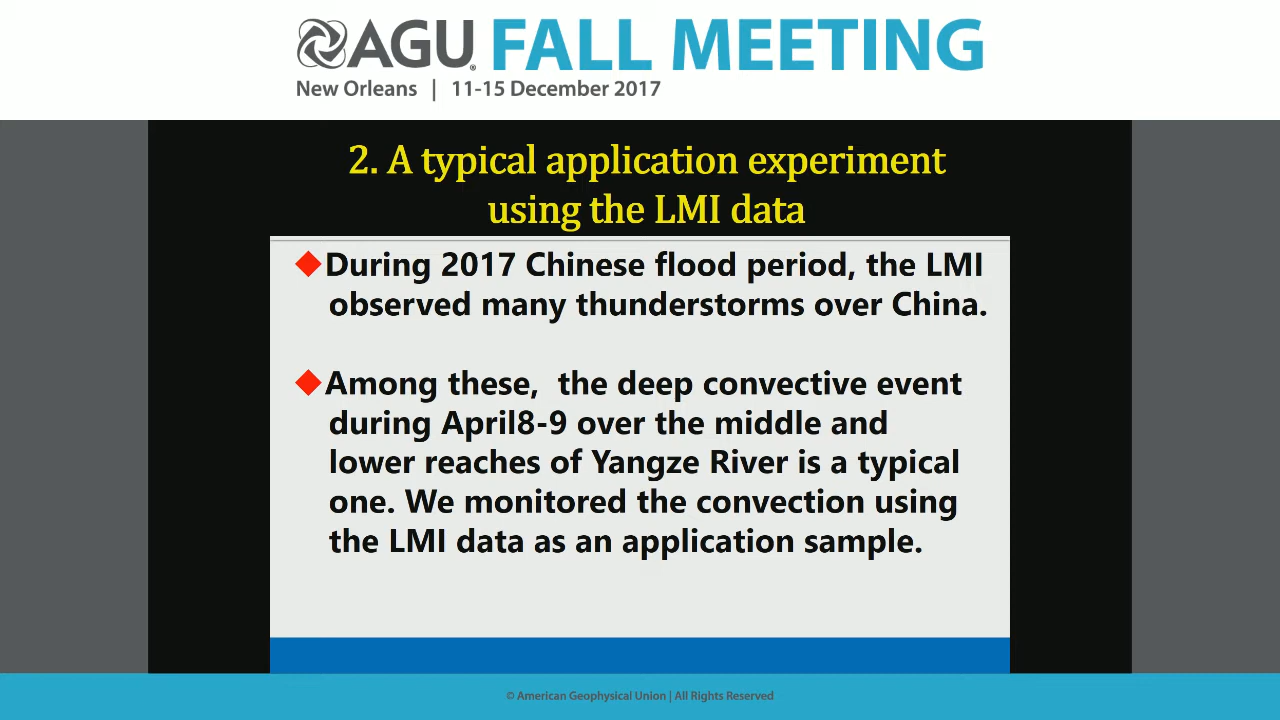 AGU FALL MEETING
New Orleans | 11-15 December 2017
2. A typical application experiment
using the LMI data
During 2017 Chinese flood period, the LMI
observed many thunderstorms over China.
Among these, the deep convective event
during April8-9 over the middle and
lower reaches of Yangze River is a typical
one. We monitored the convection using
the LMI data as an application sample.
© American Geophysical Union | All Rights Reserved